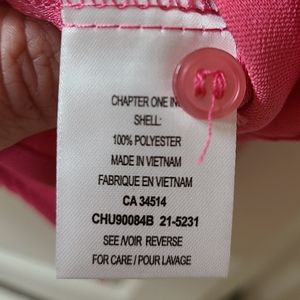 CHAPTER ONE IN
SHELL:
100% POLYESTER
MADE IN VIETNAM
FABRIQUE EN VIETNAM
CA 34514
CHU90084B 21-5231
SEE /VOIR REVERSE
FOR CARE / POUR LAVAGE